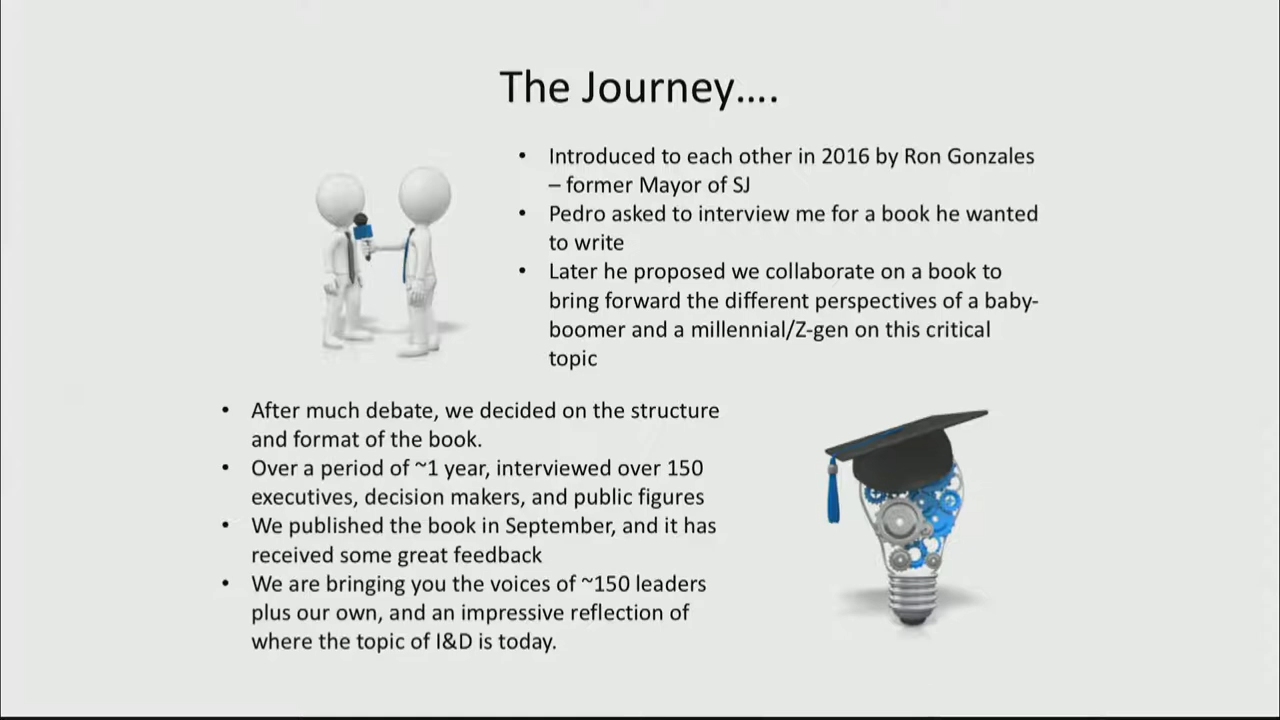 The Journey….
• Introduced to each other in 2016 by Ron Gonzales
– former Mayor of SJ
• Pedro asked to interview me for a book he wanted
to write
• Later he proposed we collaborate on a book to
bring forward the different perspectives of a baby-
boomer and a millennial/Z-gen on this critical
topic
• After much debate, we decided on the structure
and format of the book.
• Over a period of ~1 year, interviewed over 150
executives, decision makers, and public figures
• We published the book in September, and it has
received some great feedback
• We are bringing you the voices of ~150 leaders
plus our own, and an impressive reflection of
where the topic of I&D is today.